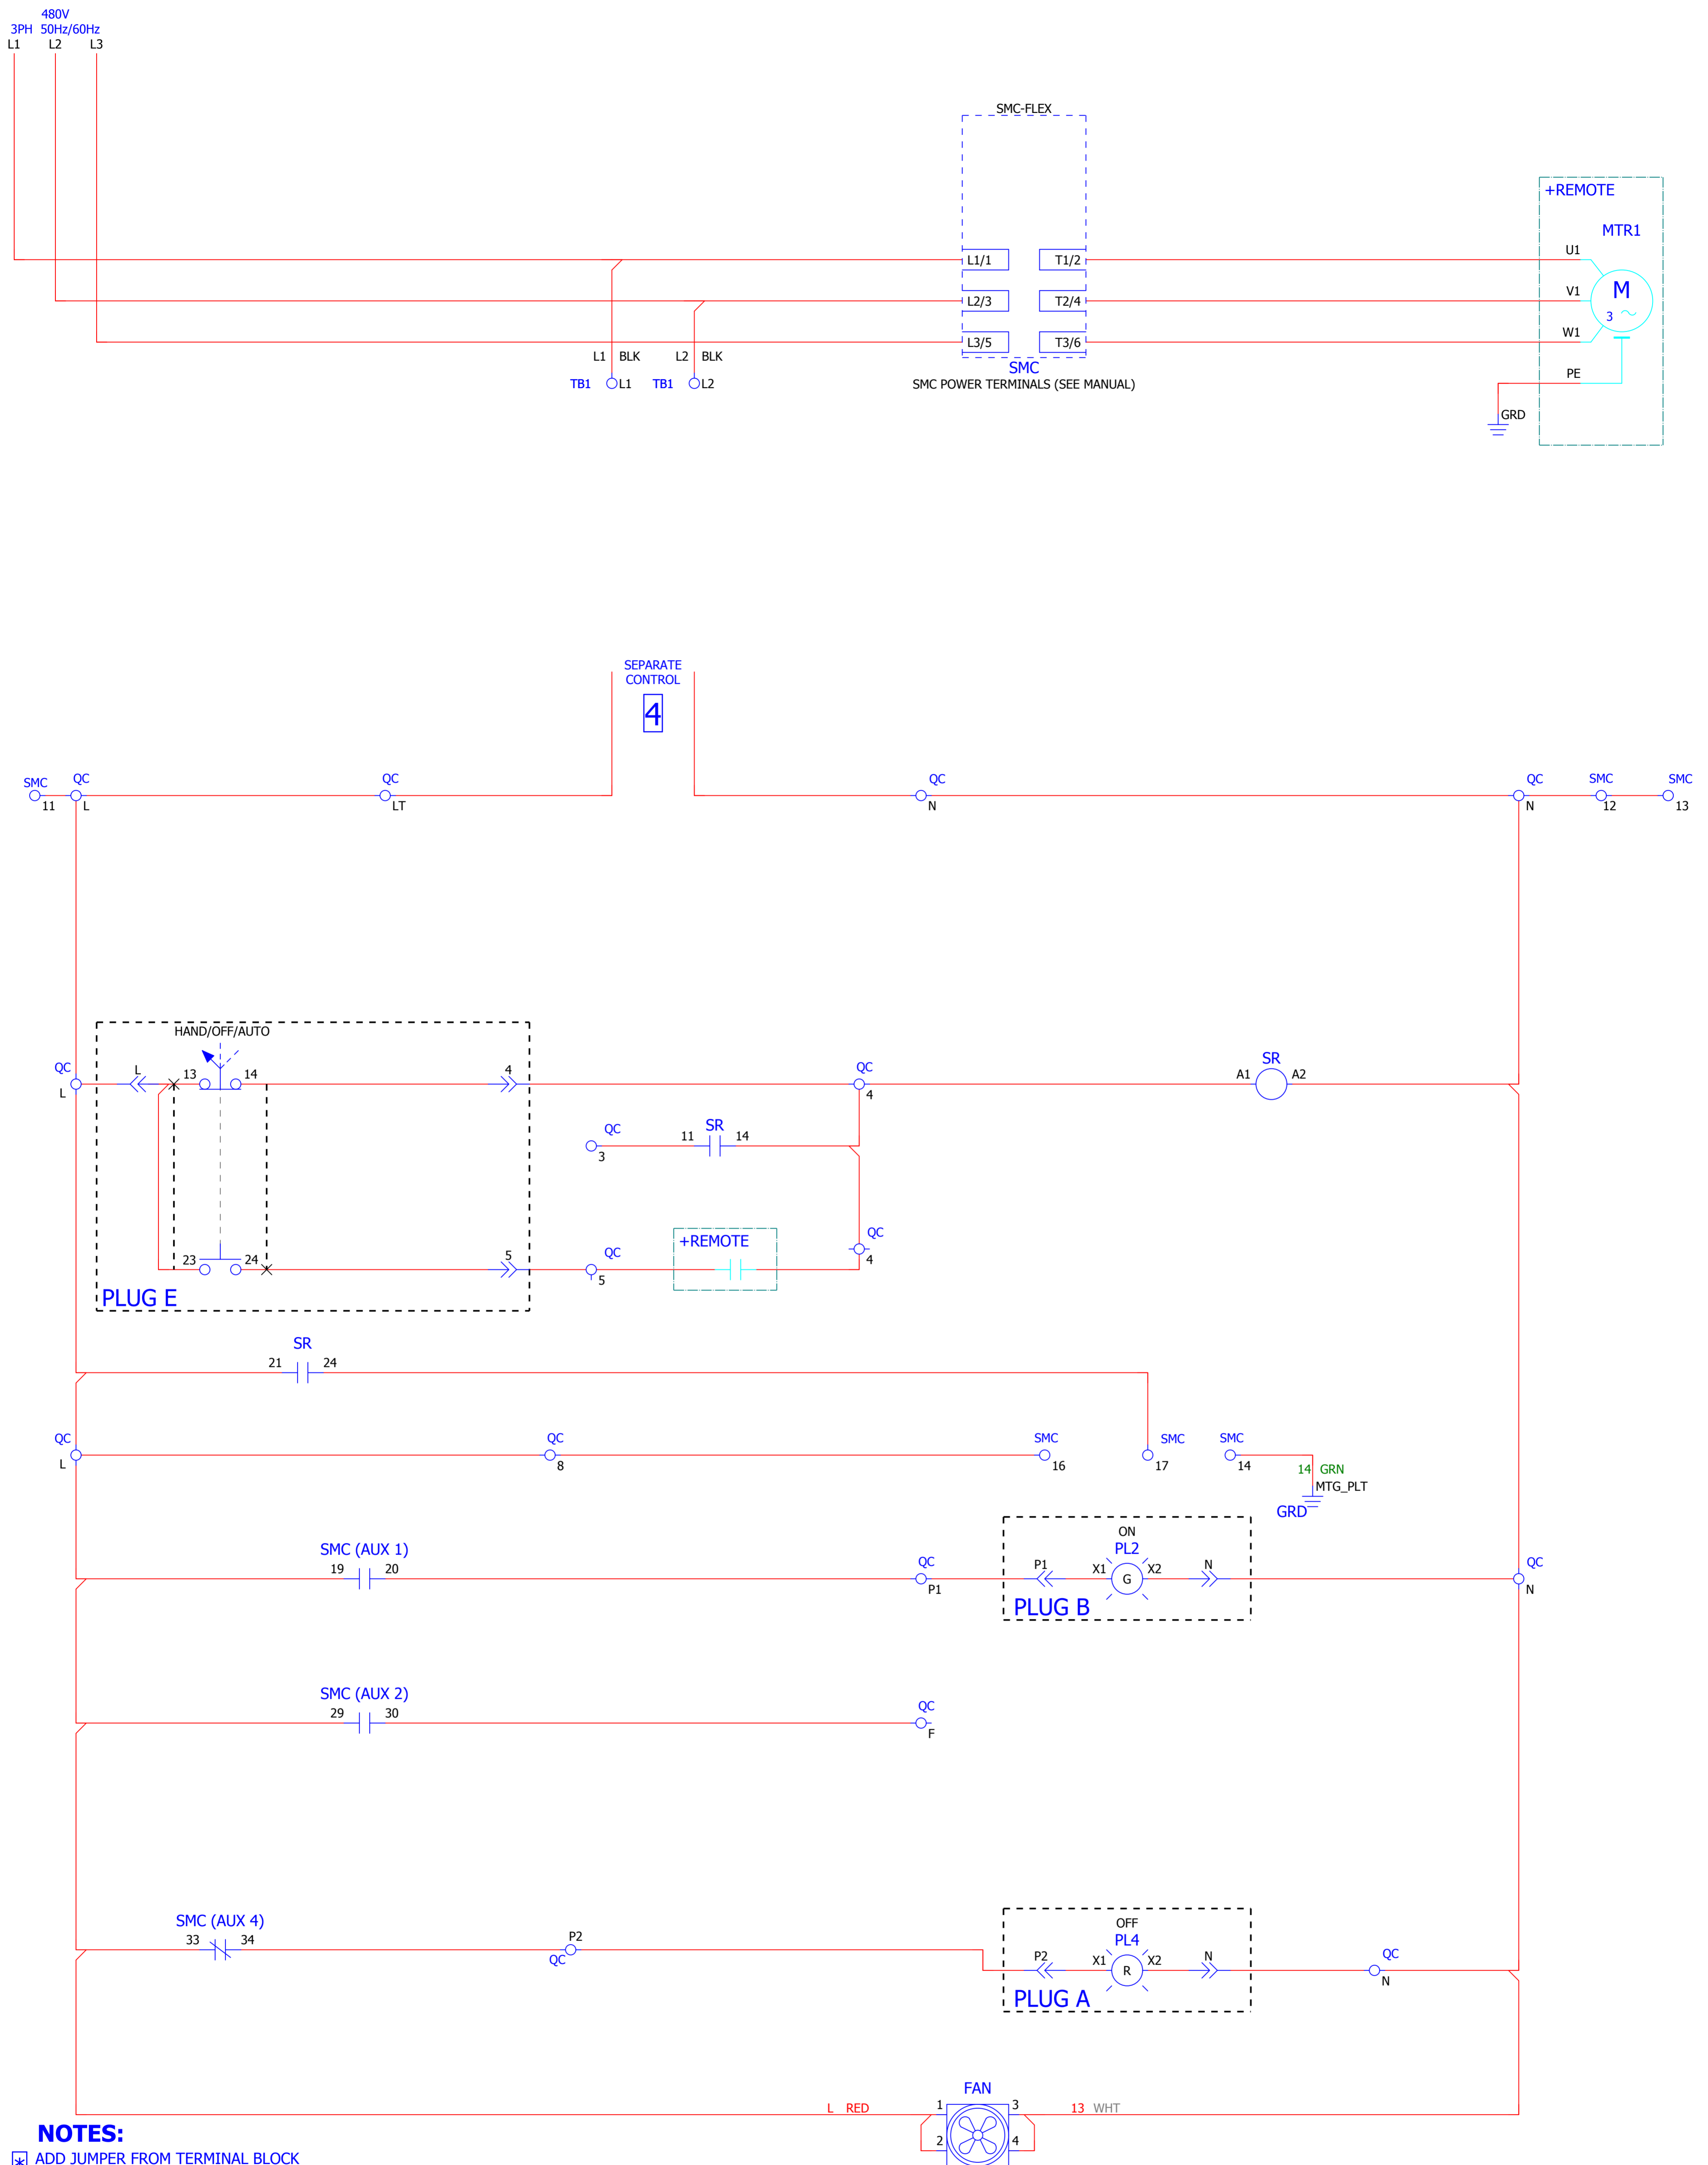 480V
3PH 50Hz/60Hz
L1 L2 L3
SMC-FLEX
+REMOTE
MTR1
U1
L1/1 T1/2
M
3
V1
L2/3 T2/4
W1
L3/5 T3/6
L1 BLK L2 BLK
SMC
TB1 L1 TB1 L2
SMC POWER TERMINALS (SEE MANUAL)
PE
GRD
SEPARATE
CONTROL
4
SMC QC QC QC QC SMC SMC
11 L LT N N 12 13
HAND/OFF/AUTO
QC L 13 14 4 QC SR
A1 A2
L 4
QC 11 SR 14
3
QC
+REMOTE
23 24 5 QC
5 4
PLUG E
SR
21 24
QC QC SMC SMC SMC
L 8 16 17 14
14 GRN
MTG_PLT
GRD
ON
SMC (AUX 1) PL2
19 20 QC P1 X1 G X2 N QC
P1 N
PLUG B
SMC (AUX 2)
29 30 QC
F
SMC (AUX 4) OFF
33 34 P2 PL4
QC P2 X1 R X2 N QC
N
PLUG A
FAN
L RED 1 3 13 WHT
2 4
NOTES:
* ADD JUMPER FROM TERMINAL BLOCK